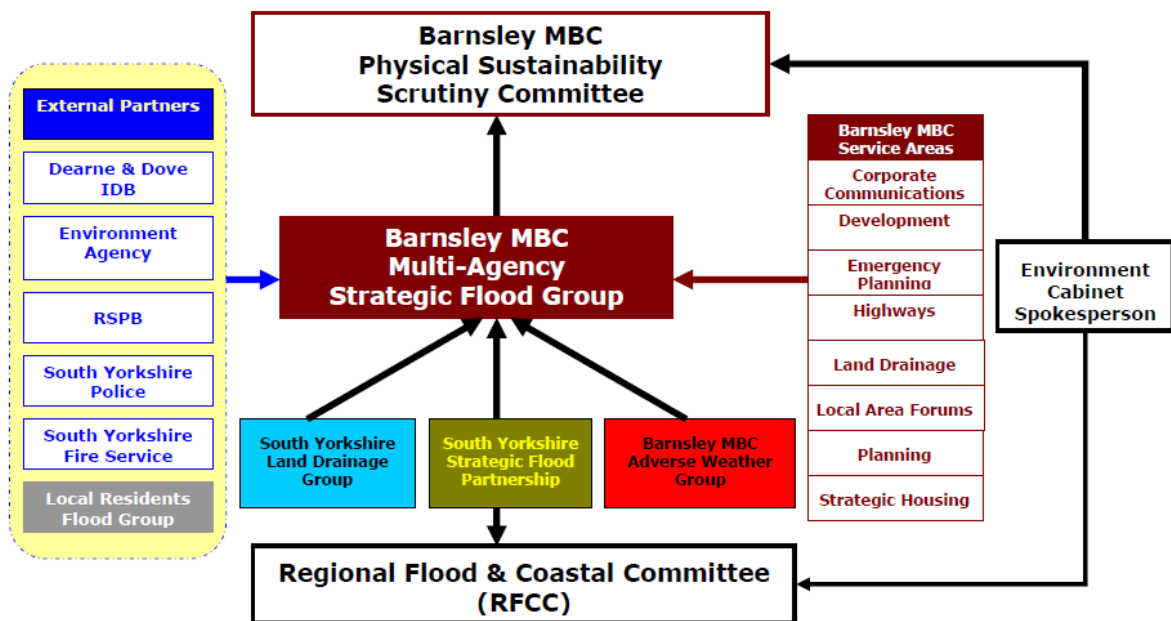 Barnsley MBC
Physical Sustainability
Scrutiny Committee
External Partners
Dearne & Dove
IDB
Environment
Agency
RSPB
South Yorkshire
Police
South Yorkshire
Fire Service
Local Residents
Flood Group
Barnsley MBC
Multi-Agency
Strategic Flood Group
Barnsley MBC
Service Areas
Corporate
Communications
Development
Emergency
Planning
Highways
Land Drainage
Local Area Forums
Planning
Strategic Housing
Environment
Cabinet
Spokesperson
South Yorkshire
Land Drainage
Group
South Yorkshire
Strategic Flood
Partnership
Barnsley MBC
Adverse Weather
Group
Regional Flood & Coastal Committee
(RFCC)